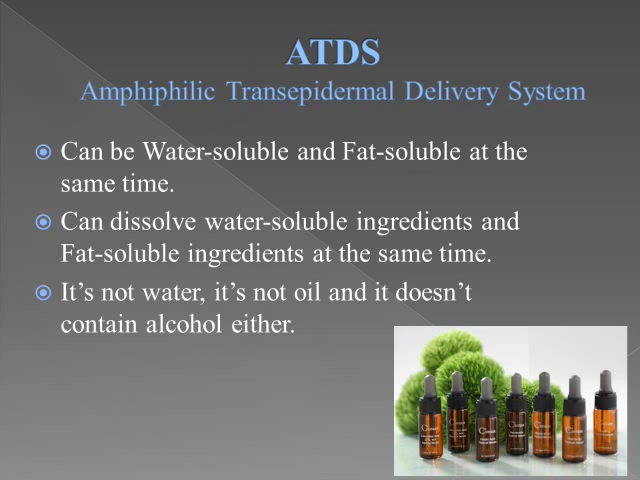 ATDS
Amphiphilic Transepidermal Delivery System
Can be Water-soluble and Fat-soluble at the
same time.
Can dissolve water-soluble ingredients and
Fat-soluble ingredients at the same time.
It’s not water, it’s not oil and it doesn’t
contain alcohol either.